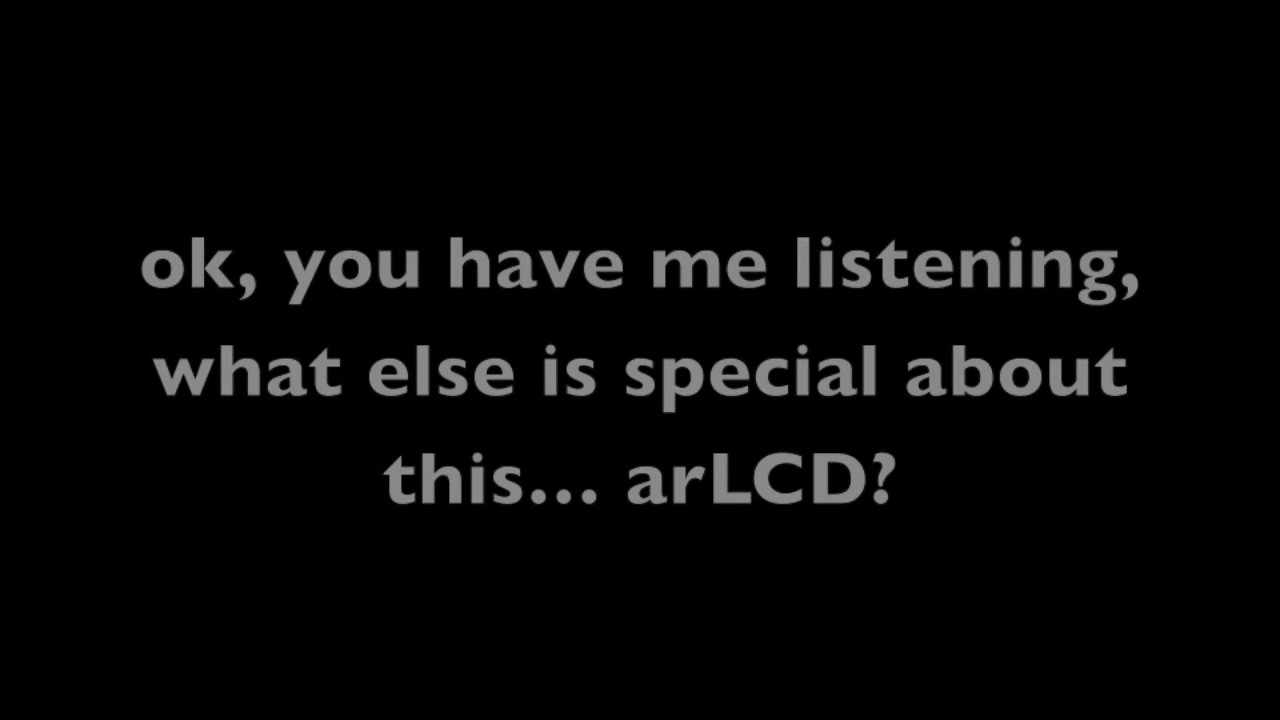 ok, you have me listening,
what else is special about
this... arLCD?